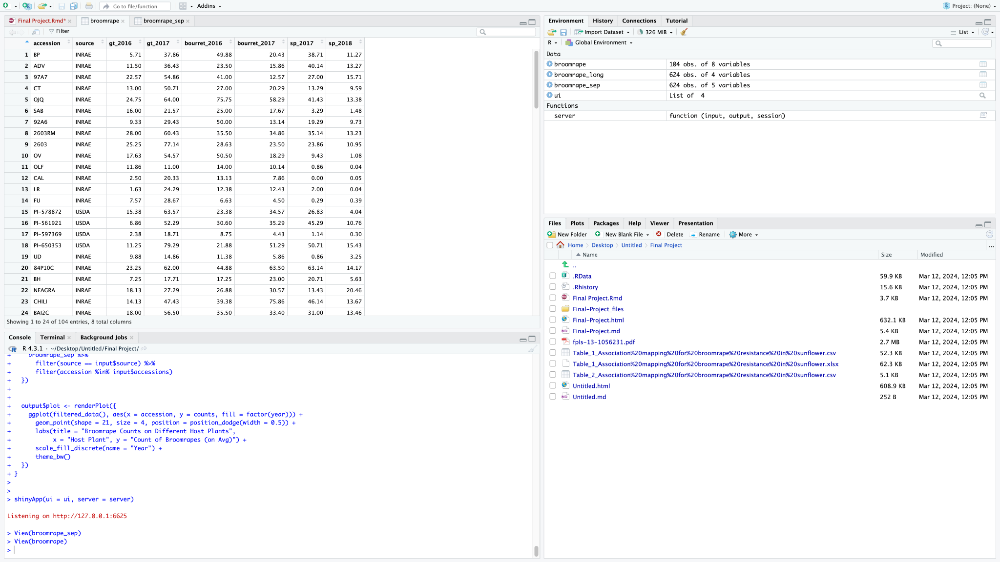 Go to file/function
Addins
Project: (None)
Final Project.Rmd*
broomrape
broomrape_sep
Filter
accession source gt_2016 gt_2017 bourret_2016 bourret_2017 sp_2017 sp_2018
1 BP INRAE 5.71 37.86 49.88 20.43 38.71 11.27
2 ADV INRAE 11.50 36.43 23.50 15.86 40.14 13.27
3 97A7 INRAE 22.57 54.86 41.00 12.57 27.00 15.71
4 CT INRAE 13.00 50.71 27.00 20.29 13.29 9.59
5 OJQ INRAE 24.75 64.00 75.75 58.29 41.43 13.38
6 SAB INRAE 16.00 21.57 25.00 17.67 3.29 1.48
7 92A6 INRAE 9.33 29.43 50.00 13.14 19.29 9.73
8 2603RM INRAE 28.00 60.43 35.50 34.86 35.14 13.23
9 2603 INRAE 25.25 77.14 28.63 23.50 23.86 10.95
10 OV INRAE 17.63 54.57 50.50 18.29 9.43 1.08
11 OLF INRAE 11.86 11.00 14.00 10.14 0.86 0.04
12 CAL INRAE 2.50 20.33 13.13 7.86 0.00 0.05
13 LR INRAE 1.63 24.29 12.38 12.43 2.00 0.04
14 FU INRAE 7.57 28.67 6.63 4.50 0.29 0.39
15 PI-578872 USDA 15.38 63.57 23.38 34.57 26.83 4.04
16 PI-561921 USDA 6.86 52.29 30.60 35.29 45.29 10.76
17 PI-597369 USDA 2.38 18.71 8.75 4.43 1.14 0.30
18 PI-650353 USDA 11.25 79.29 21.88 51.29 50.71 15.43
19 UD INRAE 9.88 14.86 11.38 5.86 0.86 3.25
20 84P10C INRAE 23.25 62.00 44.88 63.50 63.14 14.17
21 BH INRAE 7.25 17.71 17.25 23.00 20.71 5.63
22 NEAGRA INRAE 18.13 27.29 26.88 30.57 13.43 20.46
23 CHILI INRAE 14.13 47.43 39.38 75.86 46.14 13.67
24 BAI2C INRAE 18.00 56.50 35.50 33.40 31.00 13.46
Showing 1 to 24 of 104 entries, 8 total columns
Console Terminal Background Jobs
R 4.3.1 · ~/Desktop/Untitled/Final Project/
+ broomrape_sep %>%
+ filter(source == input$source) %>%
+ filter(accession %in% input$accessions)
+ })
+
+
+ output$plot <- renderPlot({
+ ggplot(filtered_data(), aes(x = accession, y = counts, fill = factor(year))) +
+ geom_point(shape = 21, size = 4, position = position_dodge(width = 0.5)) +
+ labs(title = "Broomrape Counts on Different Host Plants",
+ x = "Host Plant", y = "Count of Broomrapes (on Avg)") +
+ scale_fill_discrete(name = "Year") +
+ theme_bw()
+ })
+ }
>
>
> shinyApp(ui = ui, server = server)
Listening on http://127.0.0.1:6625
> View(broomrape_sep)
> View(broomrape)
>
Environment History Connections Tutorial
Import Dataset 326 MiB List
R Global Environment
Data
broomrape 104 obs. of 8 variables
broomrape_long 624 obs. of 4 variables
broomrape_sep 624 obs. of 5 variables
ui List of 4
Functions
server function (input, output, session)
Files Plots Packages Help Viewer Presentation
New Folder New Blank File Delete Rename More
Home Desktop Untitled Final Project ...
Name Size Modified
..
.RData 59.9 KB Mar 12, 2024, 12:05 PM
.Rhistory 15.6 KB Mar 12, 2024, 12:05 PM
Final Project.Rmd 3.7 KB Mar 12, 2024, 12:05 PM
Final-Project_files
Final-Project.html 632.1 KB Mar 12, 2024, 12:05 PM
Final-Project.md 5.4 KB Mar 12, 2024, 12:05 PM
fpls-13-1056231.pdf 2.7 MB Mar 12, 2024, 12:05 PM
Table_1_Association%20mapping%20for%20broomrape%20resistance%20in%20sunflower.csv 52.3 KB Mar 12, 2024, 12:05 PM
Table_1_Association%20mapping%20for%20broomrape%20resistance%20in%20sunflower.xlsx 62.3 KB Mar 12, 2024, 12:05 PM
Table_2_Association%20mapping%20for%20broomrape%20resistance%20in%20sunflower.csv 5.1 KB Mar 12, 2024, 12:05 PM
Untitled.html 608.9 KB Mar 12, 2024, 12:05 PM
Untitled.md 252 B Mar 12, 2024, 12:05 PM